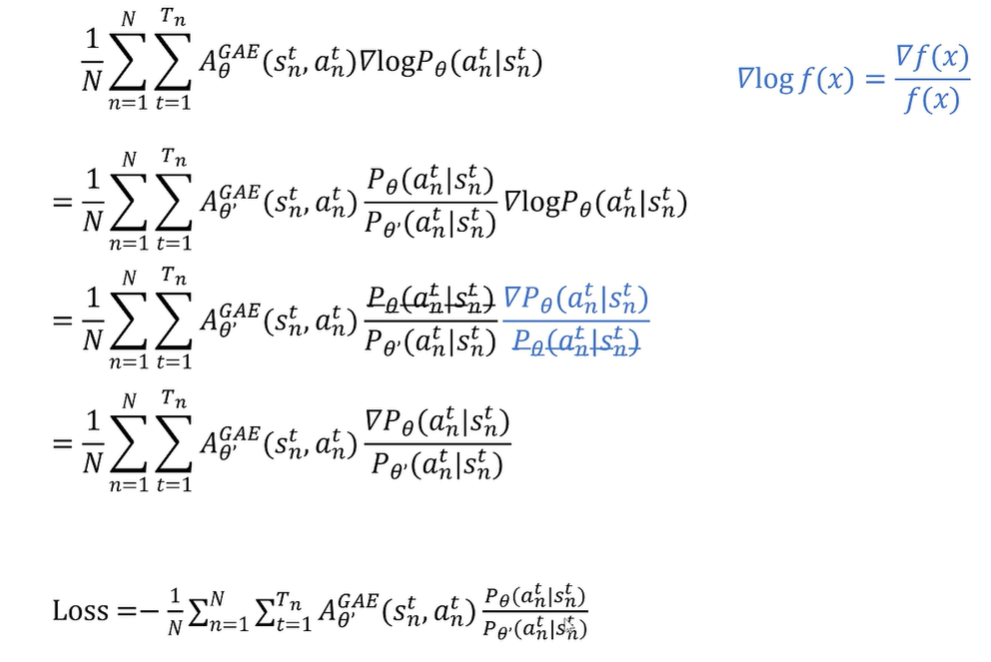 $\frac{1}{N}\sum_{n=1}^{N}\sum_{t=1}^{T_n} A_{\theta}^{GAE}(s_n^t, a_n^t)\nabla \log P_{\theta}(a_n^t|s_n^t)$
$\nabla \log f(x) = \frac{\nabla f(x)}{f(x)}$
$= \frac{1}{N}\sum_{n=1}^{N}\sum_{t=1}^{T_n} A_{\theta'}^{GAE}(s_n^t, a_n^t)\frac{P_{\theta}(a_n^t|s_n^t)}{P_{\theta'}(a_n^t|s_n^t)}\nabla \log P_{\theta}(a_n^t|s_n^t)$
$= \frac{1}{N}\sum_{n=1}^{N}\sum_{t=1}^{T_n} A_{\theta'}^{GAE}(s_n^t, a_n^t)\frac{\cancel{P_{\theta}(a_n^t|s_n^t)}}{P_{\theta'}(a_n^t|s_n^t)}\frac{\nabla P_{\theta}(a_n^t|s_n^t)}{\cancel{P_{\theta}(a_n^t|s_n^t)}}$
$= \frac{1}{N}\sum_{n=1}^{N}\sum_{t=1}^{T_n} A_{\theta'}^{GAE}(s_n^t, a_n^t)\frac{\nabla P_{\theta}(a_n^t|s_n^t)}{P_{\theta'}(a_n^t|s_n^t)}$
$\text{Loss} = -\frac{1}{N}\sum_{n=1}^{N}\sum_{t=1}^{T_n} A_{\theta'}^{GAE}(s_n^t, a_n^t)\frac{P_{\theta}(a_n^t|s_n^t)}{P_{\theta'}(a_n^t|s_n^t)}$